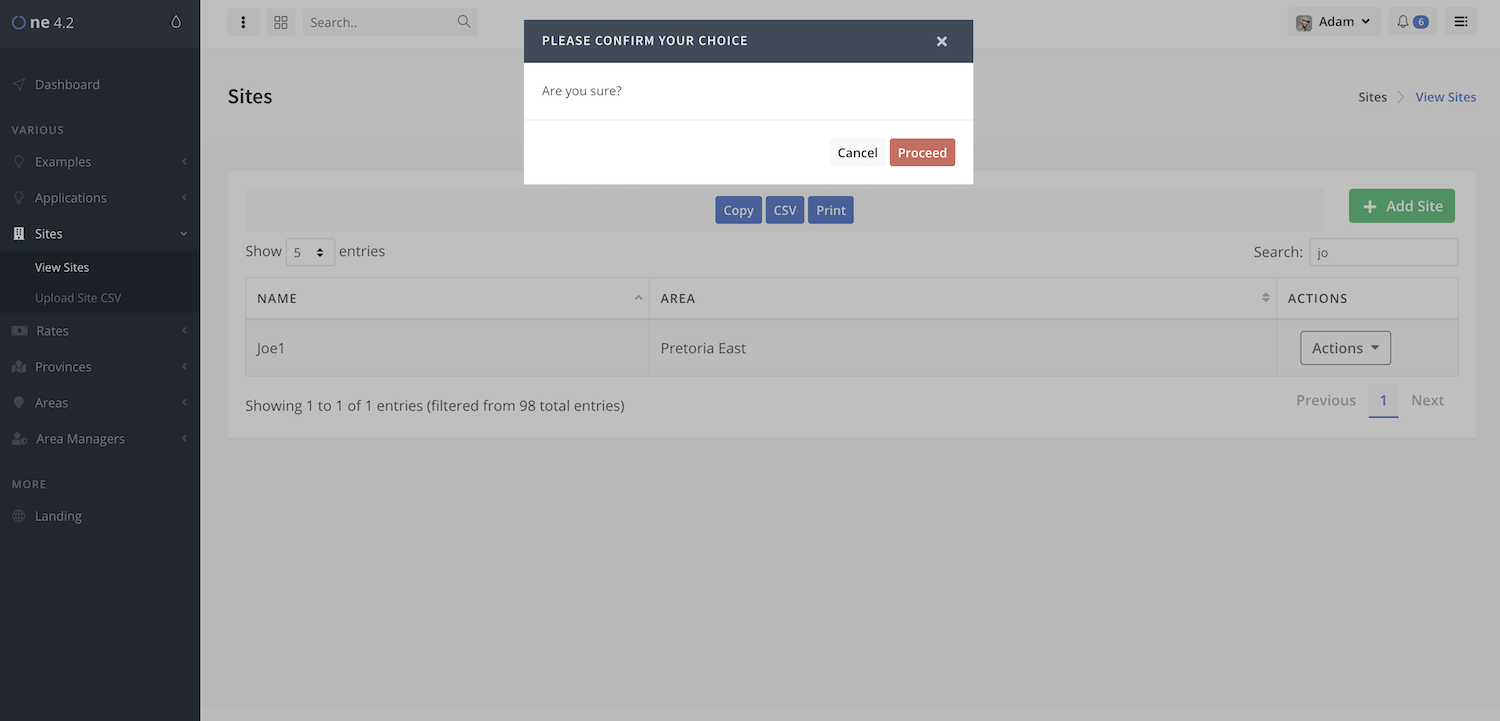 ne 4.2
Search..
Adam
6
PLEASE CONFIRM YOUR CHOICE
Are you sure?
Cancel
Proceed
Dashboard
VARIOUS
Examples
Applications
Sites
View Sites
Upload Site CSV
Rates
Provinces
Areas
Area Managers
MORE
Landing
Sites
Sites
View Sites
Copy
CSV
Print
Add Site
Show 5 entries
Search: jo
NAME
AREA
ACTIONS
Joe1
Pretoria East
Actions
Showing 1 to 1 of 1 entries (filtered from 98 total entries)
Previous
1
Next